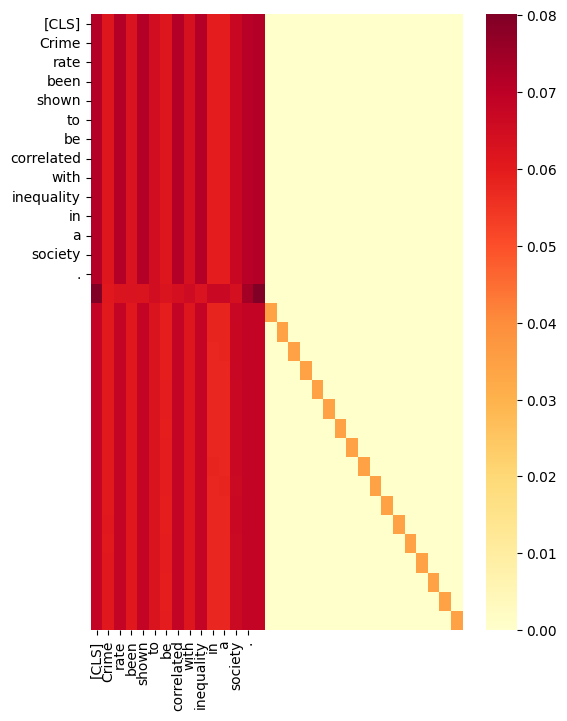 [CLS]
Crime
rate
been
shown
to
be
correlated
with
inequality
in
a
society
.
0.08
0.07
0.06
0.05
0.04
0.03
0.02
0.01
0.00
[CLS]
Crime
rate
been
shown
to
be
correlated
with
inequality
in
a
society
.